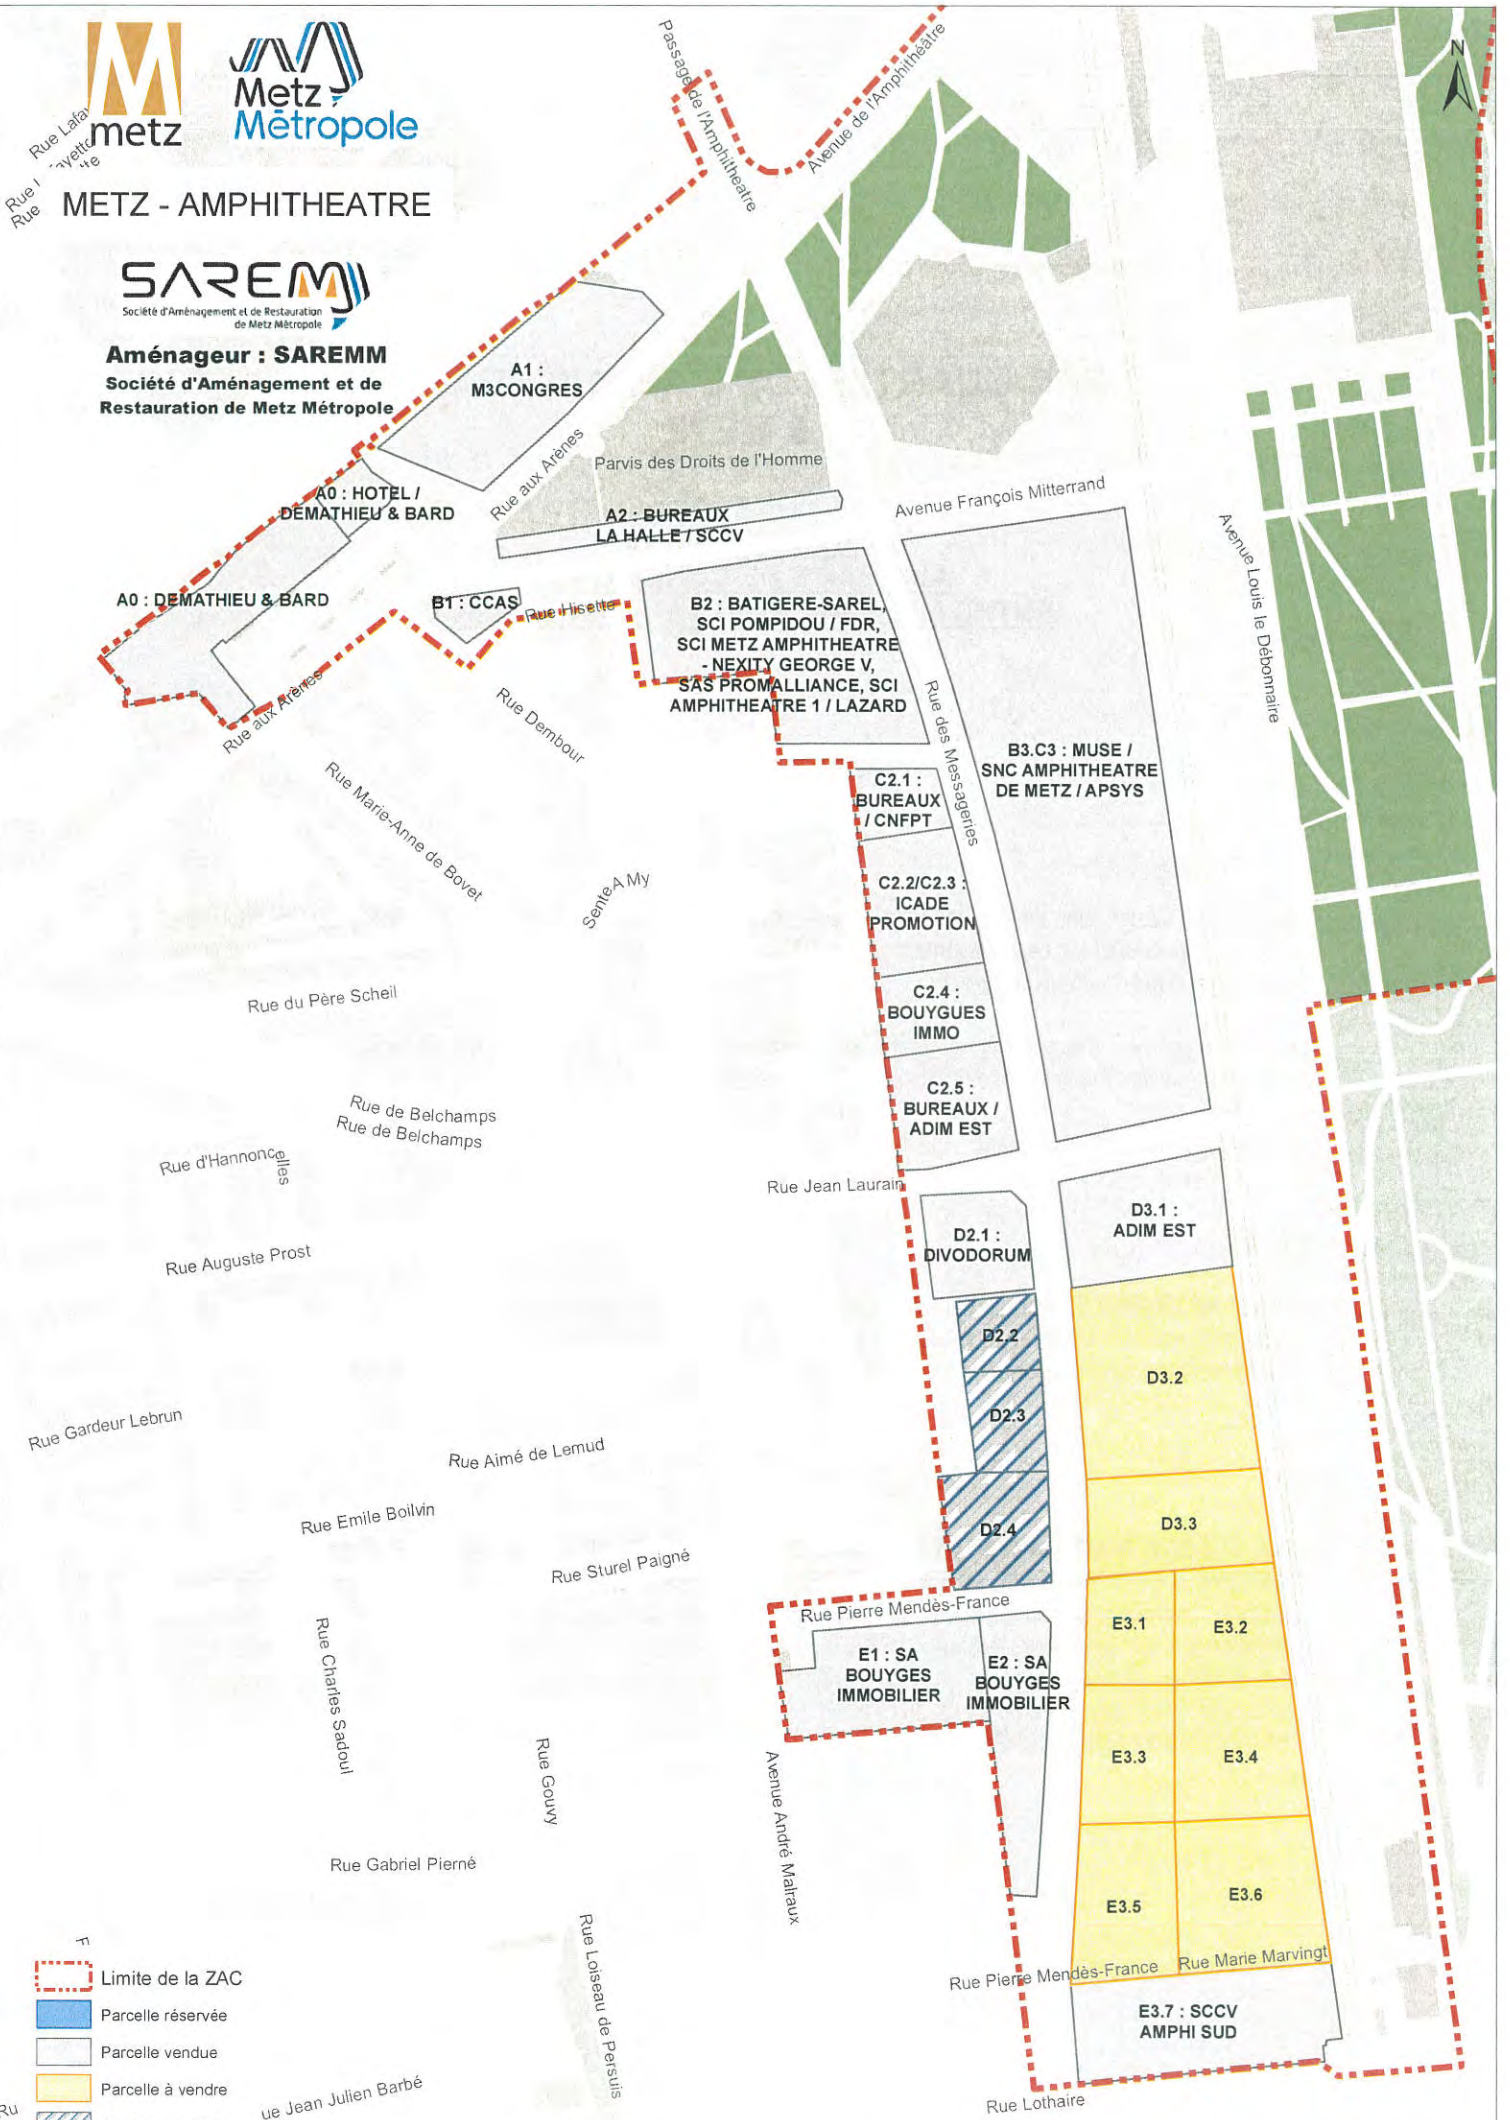 metz
Metz
Métropole
METZ - AMPHITHEATRE
SAREMM
Société d'Aménagement et de Restauration
de Metz Métropole
Aménageur : SAREMM
Société d'Aménagement et de
Restauration de Metz Métropole
Passage de l'Amphitheatre
Avenue de l'Amphithéâtre
N
A1 :
M3CONGRES
Rue aux Arènes
Parvis des Droits de l'Homme
A0 : HOTEL /
DEMATHIEU & BARD
A2 : BUREAUX
LA HALLE / SCCV
Avenue François Mitterrand
Avenue Louis le Débonnaire
A0 : DEMATHIEU & BARD
B1 : CCAS
Rue Hisette
B2 : BATIGERE-SAREL,
SCI POMPIDOU / FDR,
SCI METZ AMPHITHEATRE
- NEXITY GEORGE V,
SAS PROMALLIANCE, SCI
AMPHITHEATRE 1 / LAZARD
Rue aux Arènes
Rue Dembour
Rue des Messageries
B3.C3 : MUSE /
SNC AMPHITHEATRE
DE METZ / APSYS
Rue Marie-Anne de Bovet
C2.1 :
BUREAUX
/ CNFPT
Sente A My
C2.2/C2.3 :
ICADE
PROMOTION
Rue du Père Scheil
C2.4 :
BOUYGUES
IMMO
C2.5 :
BUREAUX /
ADIM EST
Rue de Belchamps
Rue de Belchamps
Rue d'Hannoncelles
Rue Jean Laurain
D3.1 :
ADIM EST
D2.1 :
DIVODORUM
Rue Auguste Prost
D2.2
D3.2
D2.3
Rue Gardeur Lebrun
Rue Aimé de Lemud
Rue Emile Boilvin
D2.4
D3.3
Rue Sturel Paigné
Rue Pierre Mendès-France
E3.1
E3.2
Rue Charles Sadoul
E1 : SA
BOUYGES
IMMOBILIER
E2 : SA
BOUYGES
IMMOBILIER
Rue Gouvy
Avenue André Malraux
E3.3
E3.4
Rue Gabriel Pierné
E3.5
E3.6
Rue Loiseau de Persuis
Rue Pierre Mendès-France
Rue Marie Marvingt
E3.7 : SCCV
AMPHI SUD
Limite de la ZAC
Parcelle réservée
Parcelle vendue
Parcelle à vendre
ue Jean Julien Barbé
Rue Lothaire